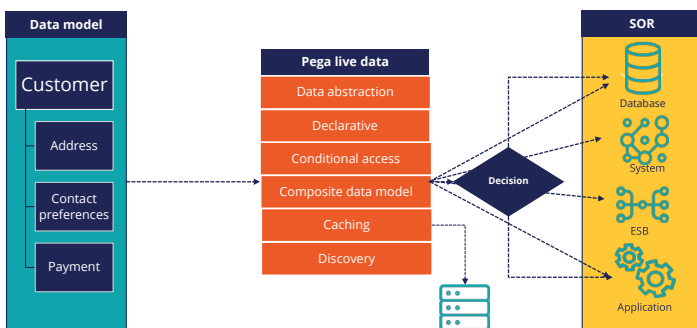 Data model
Customer
Address
Contact
preferences
Payment
Pega live data
Data abstraction
Declarative
Conditional access
Composite data model
Caching
Discovery
Decision
SOR
Database
System
ESB
Application